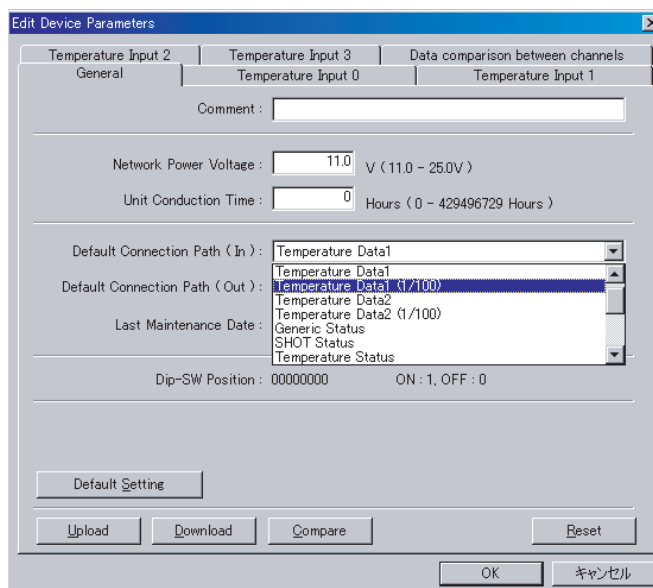 Edit Device Parameters
Temperature Input 2 Temperature Input 3 Data comparison between channels
General Temperature Input 0 Temperature Input 1
Comment :
Network Power Voltage : 11.0 V ( 11.0 - 25.0V )
Unit Conduction Time : 0 Hours ( 0 - 429496729 Hours )
Default Connection Path ( In ) : Temperature Data1
Temperature Data1
Default Connection Path ( Out ) : Temperature Data1 (1/100)
Temperature Data2
Temperature Data2 (1/100)
Last Maintenance Date :
Generic Status
SHOT Status
Temperature Status
Dip-SW Position : 00000000 ON : 1, OFF : 0
Default Setting
Upload Download Compare Reset
OK キャンセル